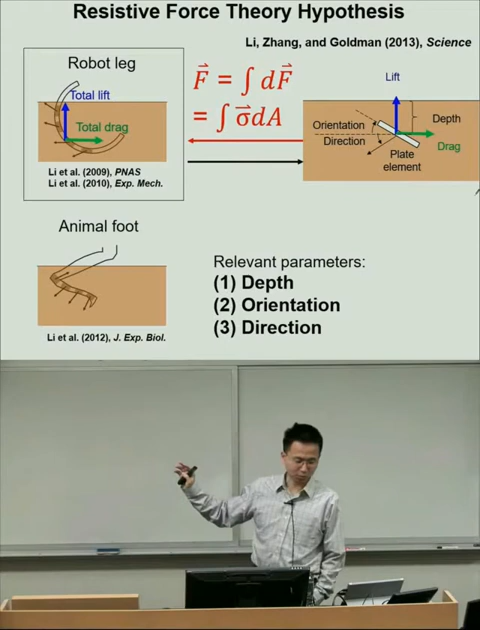 Resistive Force Theory Hypothesis
Li, Zhang, and Goldman (2013), Science
Robot leg
Total lift
Total drag
Li et al. (2009), PNAS
Li et al. (2010), Exp. Mech.
F⃗ = ∫ dF⃗
= ∫ σ⃗dA
Lift
Depth
Orientation
Direction
Drag
Plate
element
Animal foot
Li et al. (2012), J. Exp. Biol.
Relevant parameters:
(1) Depth
(2) Orientation
(3) Direction